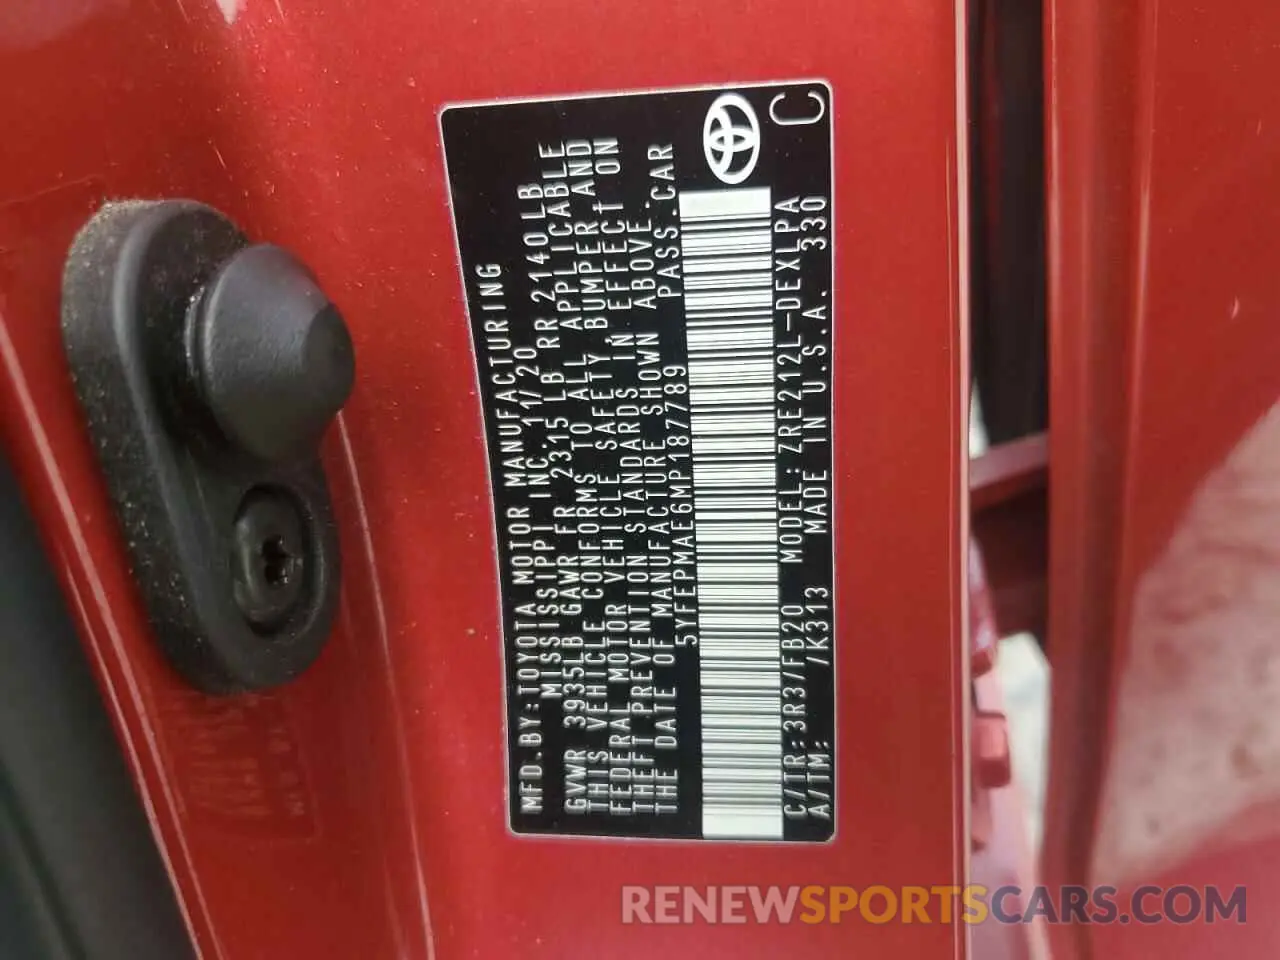 MFD.BY:TOYOTA MOTOR MANUFACTURING
MISSISSIPPI INC. 11/20
GVWR 3935LB GAWR FR 2315 LB RR 2140LB
THIS VEHICLE CONFORMS TO ALL APPLICABLE
FEDERAL MOTOR VEHICLE SAFETY, BUMPER, AND
THEFT PREVENTION STANDARDS IN EFFECT ON
THE DATE OF MANUFACTURE SHOWN ABOVE.
5YFEPMAE6MP187789 PASS.CAR
C/TR:3R3/FB20 MODEL:ZRE212L-DEXLPA
A/TM: /K313 MADE IN U.S.A. 330
C
RENEWSPORTSCARS.COM